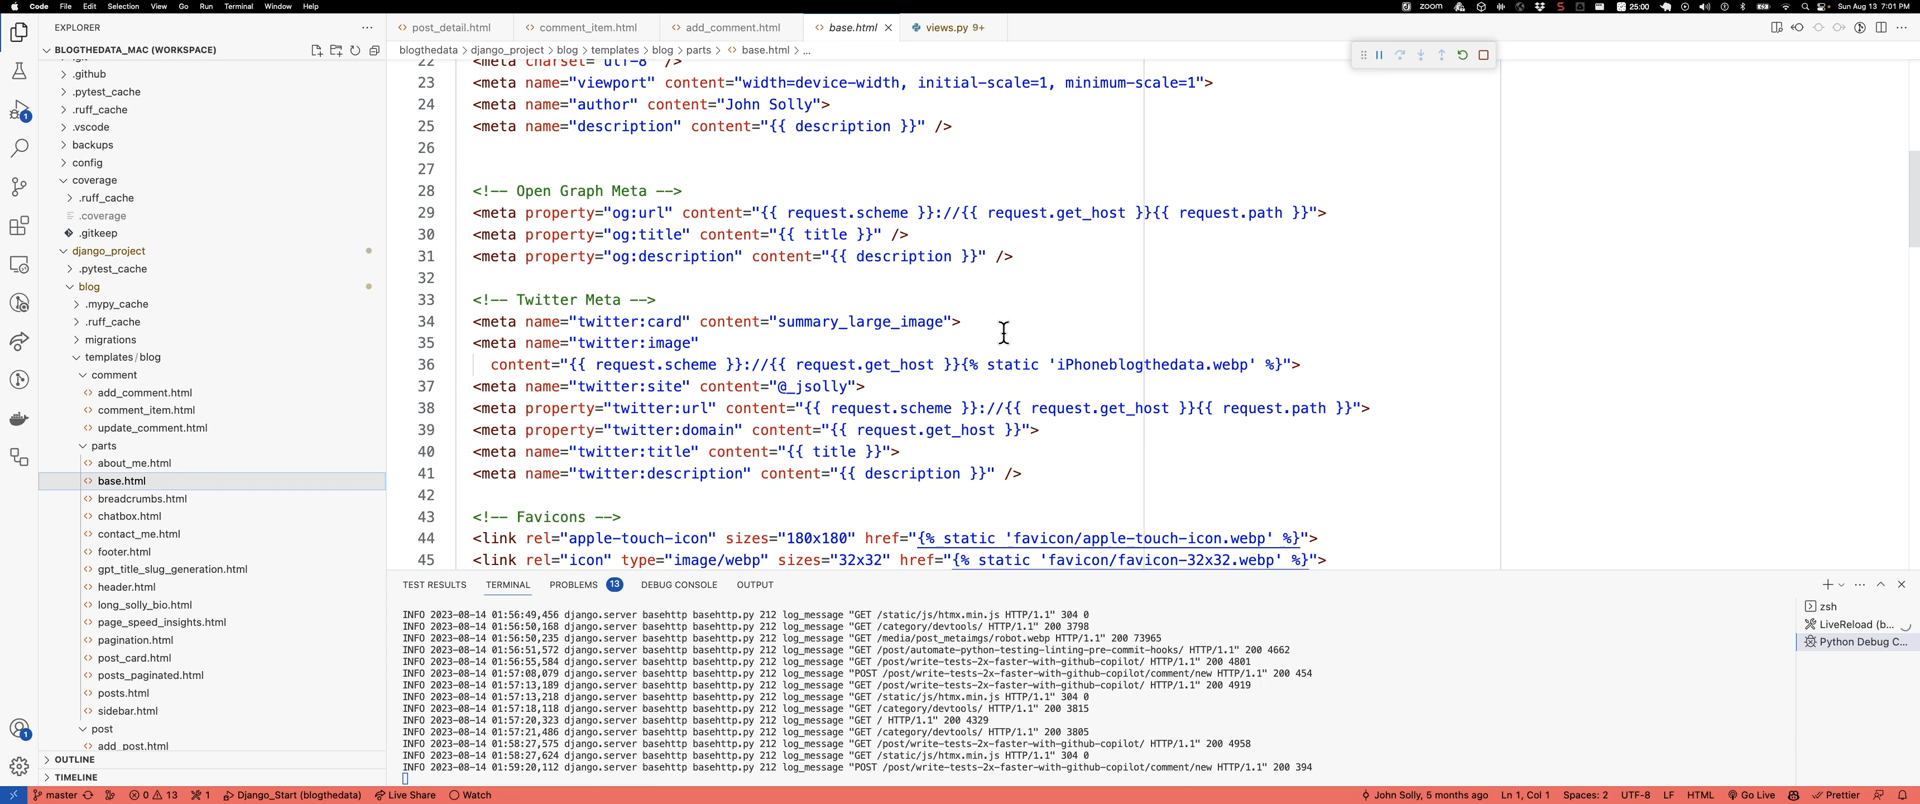 Code File Edit Selection View Go Run Terminal Window Help
zoom 25:00 Sun Aug 13 7:01 PM
EXPLORER
BLOGTHEDATA_MAC (WORKSPACE)
.github
.pytest_cache
.ruff_cache
.vscode
backups
config
coverage
.ruff_cache
.coverage
.gitkeep
django_project
.pytest_cache
blog
.mypy_cache
.ruff_cache
migrations
templates/blog
comment
add_comment.html
comment_item.html
update_comment.html
parts
about_me.html
base.html
breadcrumbs.html
chatbox.html
contact_me.html
footer.html
gpt_title_slug_generation.html
header.html
long_solly_bio.html
page_speed_insights.html
pagination.html
post_card.html
posts_paginated.html
posts.html
sidebar.html
post
add_post.html
OUTLINE
TIMELINE
post_detail.html comment_item.html add_comment.html base.html views.py 9+
blogthedata > django_project > blog > templates > blog > parts > base.html > ...
22 <meta charset="utf-8" />
23 <meta name="viewport" content="width=device-width, initial-scale=1, minimum-scale=1">
24 <meta name="author" content="John Solly">
25 <meta name="description" content="{{ description }}" />
26
27
28 <!-- Open Graph Meta -->
29 <meta property="og:url" content="{{ request.scheme }}://{{ request.get_host }}{{ request.path }}">
30 <meta property="og:title" content="{{ title }}" />
31 <meta property="og:description" content="{{ description }}" />
32
33 <!-- Twitter Meta -->
34 <meta name="twitter:card" content="summary_large_image">
35 <meta name="twitter:image"
36 content="{{ request.scheme }}://{{ request.get_host }}{% static 'iPhoneblogthedata.webp' %}">
37 <meta name="twitter:site" content="@_jsolly">
38 <meta property="twitter:url" content="{{ request.scheme }}://{{ request.get_host }}{{ request.path }}">
39 <meta property="twitter:domain" content="{{ request.get_host }}">
40 <meta name="twitter:title" content="{{ title }}">
41 <meta name="twitter:description" content="{{ description }}" />
42
43 <!-- Favicons -->
44 <link rel="apple-touch-icon" sizes="180x180" href="{% static 'favicon/apple-touch-icon.webp' %}">
45 <link rel="icon" type="image/webp" sizes="32x32" href="{% static 'favicon/favicon-32x32.webp' %}">
TEST RESULTS TERMINAL PROBLEMS 13 DEBUG CONSOLE OUTPUT
INFO 2023-08-14 01:56:49,456 django.server basehttp basehttp.py 212 log_message "GET /static/js/htmx.min.js HTTP/1.1" 304 0
INFO 2023-08-14 01:56:50,168 django.server basehttp basehttp.py 212 log_message "GET /category/devtools/ HTTP/1.1" 200 3798
INFO 2023-08-14 01:56:50,235 django.server basehttp basehttp.py 212 log_message "GET /media/post_metaimgs/robot.webp HTTP/1.1" 200 73965
INFO 2023-08-14 01:56:51,572 django.server basehttp basehttp.py 212 log_message "GET /post/automate-python-testing-linting-pre-commit-hooks/ HTTP/1.1" 200 4662
INFO 2023-08-14 01:56:55,584 django.server basehttp basehttp.py 212 log_message "GET /post/write-tests-2x-faster-with-github-copilot/ HTTP/1.1" 200 4801
INFO 2023-08-14 01:57:08,079 django.server basehttp basehttp.py 212 log_message "POST /post/write-tests-2x-faster-with-github-copilot/comment/new HTTP/1.1" 200 454
INFO 2023-08-14 01:57:13,189 django.server basehttp basehttp.py 212 log_message "GET /post/write-tests-2x-faster-with-github-copilot/ HTTP/1.1" 200 4919
INFO 2023-08-14 01:57:13,218 django.server basehttp basehttp.py 212 log_message "GET /static/js/htmx.min.js HTTP/1.1" 304 0
INFO 2023-08-14 01:57:18,118 django.server basehttp basehttp.py 212 log_message "GET /category/devtools/ HTTP/1.1" 200 3815
INFO 2023-08-14 01:57:20,323 django.server basehttp basehttp.py 212 log_message "GET / HTTP/1.1" 200 4329
INFO 2023-08-14 01:57:21,486 django.server basehttp basehttp.py 212 log_message "GET /category/devtools/ HTTP/1.1" 200 3805
INFO 2023-08-14 01:58:27,575 django.server basehttp basehttp.py 212 log_message "GET /post/write-tests-2x-faster-with-github-copilot/ HTTP/1.1" 200 4958
INFO 2023-08-14 01:58:27,624 django.server basehttp basehttp.py 212 log_message "GET /static/js/htmx.min.js HTTP/1.1" 304 0
INFO 2023-08-14 01:59:20,112 django.server basehttp basehttp.py 212 log_message "POST /post/write-tests-2x-faster-with-github-copilot/comment/new HTTP/1.1" 200 394
zsh
LiveReload (b...
Python Debug C...
master 0 13 1 Django_Start (blogthedata) Live Share Watch John Solly, 5 months ago Ln 1, Col 1 Spaces: 2 UTF-8 LF HTML Go Live Prettier